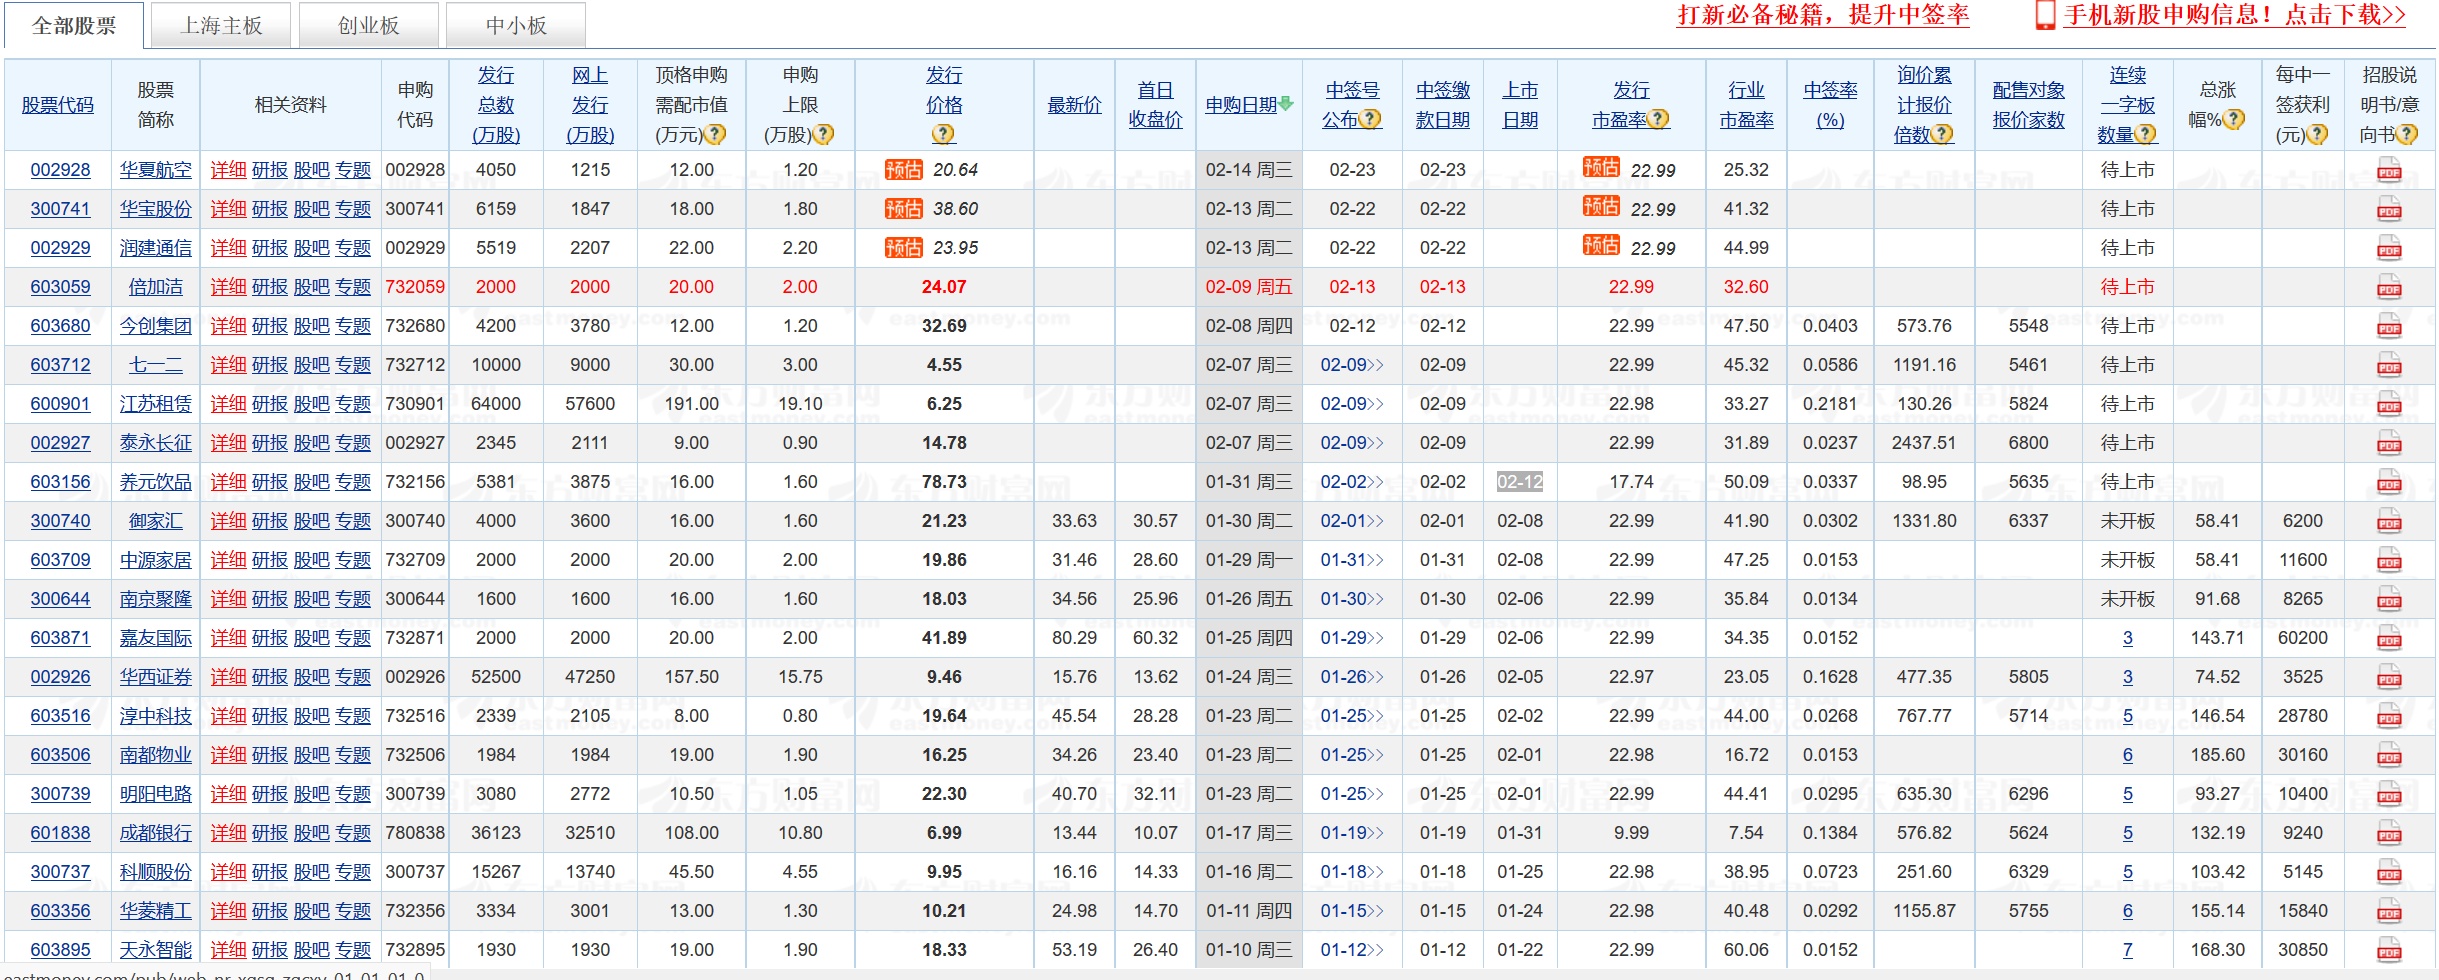 全部股票 上海主板 创业板 中小板 打新必备秘籍，提升中签率 手机新股申购信息！点击下载>>
股票代码 股票简称 相关资料 申购代码 发行总数(万股) 网上发行(万股) 顶格申购需配市值(万元) 申购上限(万股) 发行价格 最新价 首日收盘价 申购日期 中签号公布 中签缴款日期 上市日期 发行市盈率 行业市盈率 中签率(%) 询价累计报价倍数 配售对象报价家数 连续一字板数量 总涨幅% 每中一签获利(元) 招股说明书/意向书
002928 华夏航空 详细 研报 股吧 专题 002928 4050 1215 12.00 1.20 预估 20.64 02-14 周三 02-23 02-23 预估 22.99 25.32 待上市 PDF
300741 华宝股份 详细 研报 股吧 专题 300741 6159 1847 18.00 1.80 预估 38.60 02-13 周二 02-22 02-22 预估 22.99 41.32 待上市 PDF
002929 润建通信 详细 研报 股吧 专题 002929 5519 2207 22.00 2.20 预估 23.95 02-13 周二 02-22 02-22 预估 22.99 44.99 待上市 PDF
603059 倍加洁 详细 研报 股吧 专题 732059 2000 2000 20.00 2.00 24.07 02-09 周五 02-13 02-13 22.99 32.60 待上市 PDF
603680 今创集团 详细 研报 股吧 专题 732680 4200 3780 12.00 1.20 32.69 02-08 周四 02-12 02-12 22.99 47.50 0.0403 573.76 5548 待上市 PDF
603712 七一二 详细 研报 股吧 专题 732712 10000 9000 30.00 3.00 4.55 02-07 周三 02-09>> 02-09 22.99 45.32 0.0586 1191.16 5461 待上市 PDF
600901 江苏租赁 详细 研报 股吧 专题 730901 64000 57600 191.00 19.10 6.25 02-07 周三 02-09>> 02-09 22.98 33.27 0.2181 130.26 5824 待上市 PDF
002927 泰永长征 详细 研报 股吧 专题 002927 2345 2111 9.00 0.90 14.78 02-07 周三 02-09>> 02-09 22.99 31.89 0.0237 2437.51 6800 待上市 PDF
603156 养元饮品 详细 研报 股吧 专题 732156 5381 3875 16.00 1.60 78.73 01-31 周三 02-02>> 02-02 02-12 17.74 50.09 0.0337 98.95 5635 待上市 PDF
300740 御家汇 详细 研报 股吧 专题 300740 4000 3600 16.00 1.60 21.23 33.63 30.57 01-30 周二 02-01>> 02-01 02-08 22.99 41.90 0.0302 1331.80 6337 未开板 58.41 6200 PDF
603709 中源家居 详细 研报 股吧 专题 732709 2000 2000 20.00 2.00 19.86 31.46 28.60 01-29 周一 01-31>> 01-31 02-08 22.99 47.25 0.0153 未开板 58.41 11600 PDF
300644 南京聚隆 详细 研报 股吧 专题 300644 1600 1600 16.00 1.60 18.03 34.56 25.96 01-26 周五 01-30>> 01-30 02-06 22.99 35.84 0.0134 未开板 91.68 8265 PDF
603871 嘉友国际 详细 研报 股吧 专题 732871 2000 2000 20.00 2.00 41.89 80.29 60.32 01-25 周四 01-29>> 01-29 02-06 22.99 34.35 0.0152 3 143.71 60200 PDF
002926 华西证券 详细 研报 股吧 专题 002926 52500 47250 157.50 15.75 9.46 15.76 13.62 01-24 周三 01-26>> 01-26 02-05 22.97 23.05 0.1628 477.35 5805 3 74.52 3525 PDF
603516 淳中科技 详细 研报 股吧 专题 732516 2339 2105 8.00 0.80 19.64 45.54 28.28 01-23 周二 01-25>> 01-25 02-02 22.99 44.00 0.0268 767.77 5714 5 146.54 28780 PDF
603506 南都物业 详细 研报 股吧 专题 732506 1984 1984 19.00 1.90 16.25 34.26 23.40 01-23 周二 01-25>> 01-25 02-01 22.98 16.72 0.0153 6 185.60 30160 PDF
300739 明阳电路 详细 研报 股吧 专题 300739 3080 2772 10.50 1.05 22.30 40.70 32.11 01-23 周二 01-25>> 01-25 02-01 22.99 44.41 0.0295 635.30 6296 5 93.27 10400 PDF
601838 成都银行 详细 研报 股吧 专题 780838 36123 32510 108.00 10.80 6.99 13.44 10.07 01-17 周三 01-19>> 01-19 01-31 9.99 7.54 0.1384 576.82 5624 5 132.19 9240 PDF
300737 科顺股份 详细 研报 股吧 专题 300737 15267 13740 45.50 4.55 9.95 16.16 14.33 01-16 周二 01-18>> 01-18 01-25 22.98 38.95 0.0723 251.60 6329 5 103.42 5145 PDF
603356 华菱精工 详细 研报 股吧 专题 732356 3334 3001 13.00 1.30 10.21 24.98 14.70 01-11 周四 01-15>> 01-15 01-24 22.98 40.48 0.0292 1155.87 5755 6 155.14 15840 PDF
603895 天永智能 详细 研报 股吧 专题 732895 1930 1930 19.00 1.90 18.33 53.19 26.40 01-10 周三 01-12>> 01-12 01-22 22.99 60.06 0.0152 7 168.30 30850 PDF